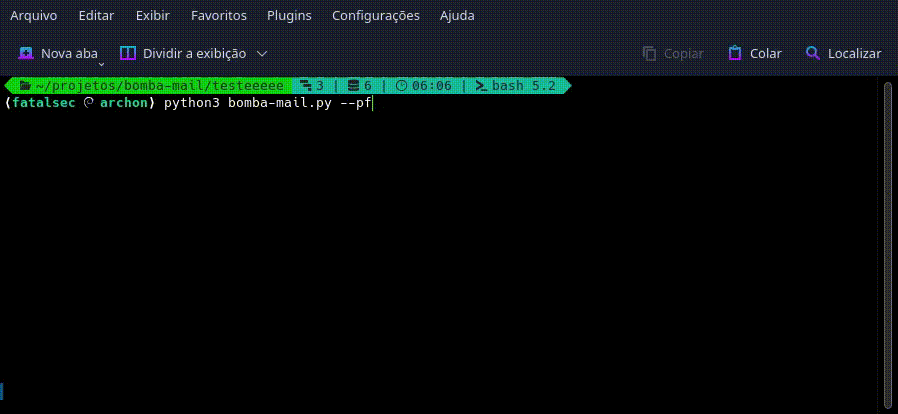 Arquivo Editar Exibir Favoritos Plugins Configurações Ajuda
Nova aba Dividir a exibição Copiar Colar Localizar
~/projetos/bomba-mail/testeeeee 3 | 6 | 06:06 | bash 5.2
(fatalsec archon) python3 bomba-mail.py --pf